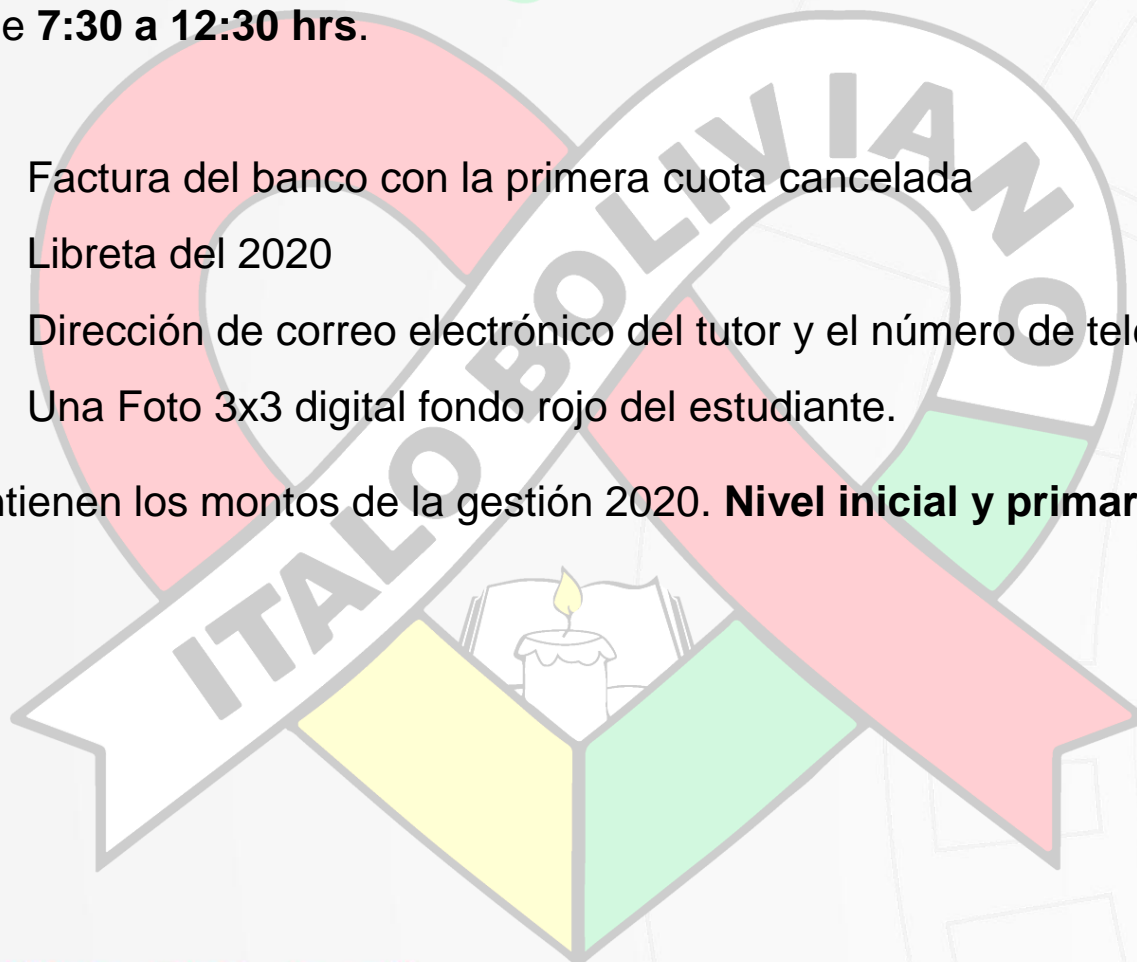 e 7:30 a 12:30 hrs.
Factura del banco con la primera cuota cancelada
Libreta del 2020
Dirección de correo electrónico del tutor y el número de tel
Una Foto 3x3 digital fondo rojo del estudiante.
ntienen los montos de la gestión 2020. Nivel inicial y primar
ITALO BOLIVIANO